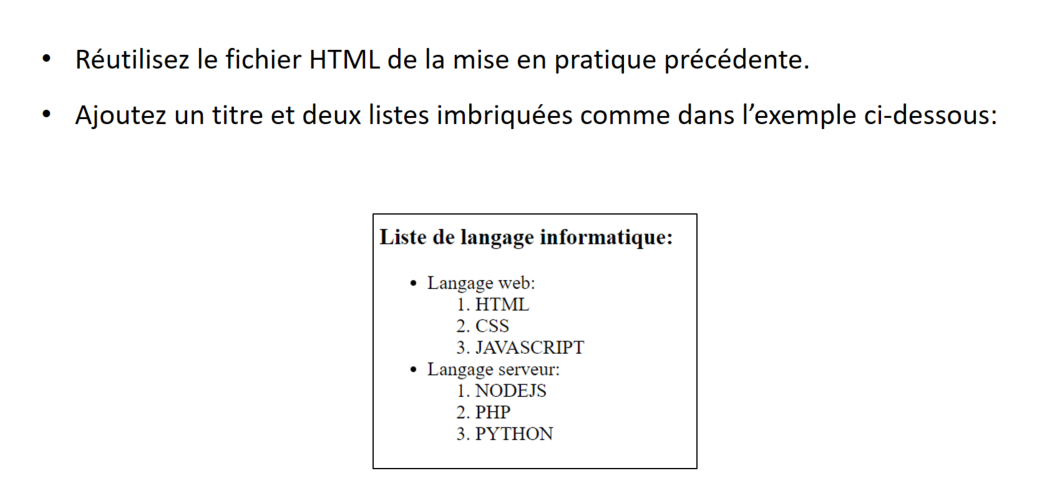 • Réutilisez le fichier HTML de la mise en pratique précédente.
• Ajoutez un titre et deux listes imbriquées comme dans l’exemple ci-dessous:
Liste de langage informatique:
• Langage web:
1. HTML
2. CSS
3. JAVASCRIPT
• Langage serveur:
1. NODEJS
2. PHP
3. PYTHON